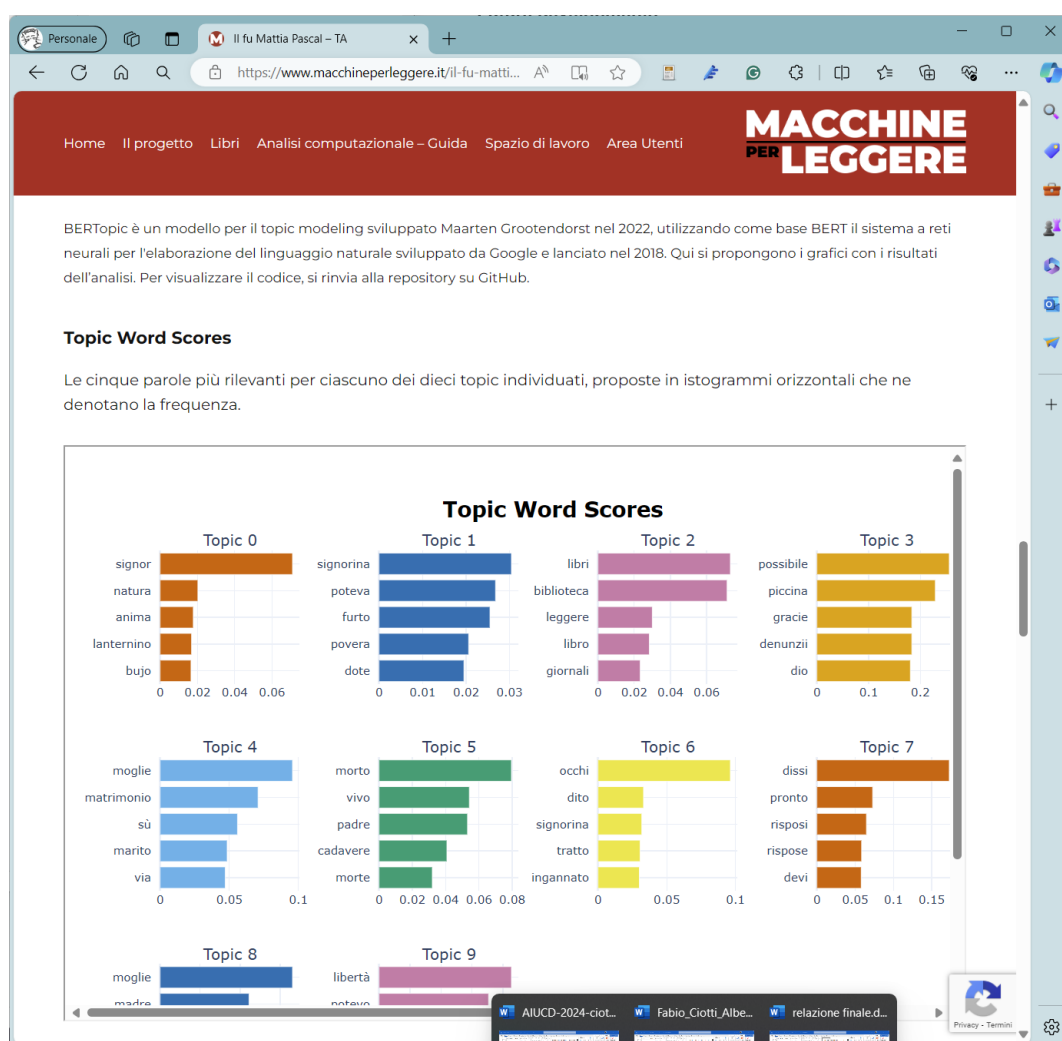 Personale
Il fu Mattia Pascal – TA
https://www.macchineperleggere.it/il-fu-matti...
Home Il progetto Libri Analisi computazionale – Guida Spazio di lavoro Area Utenti
MACCHINE
PER LEGGERE
BERTopic è un modello per il topic modeling sviluppato Maarten Grootendorst nel 2022, utilizzando come base BERT il sistema a reti
neurali per l'elaborazione del linguaggio naturale sviluppato da Google e lanciato nel 2018. Qui si propongono i grafici con i risultati
dell'analisi. Per visualizzare il codice, si rinvia alla repository su GitHub.
Topic Word Scores
Le cinque parole più rilevanti per ciascuno dei dieci topic individuati, proposte in istogrammi orizzontali che ne
denotano la frequenza.
Topic Word Scores
Topic 0
signor
natura
anima
lanternino
bujo
0 0.02 0.04 0.06
Topic 1
signorina
poteva
furto
povera
dote
0 0.01 0.02 0.03
Topic 2
libri
biblioteca
leggere
libro
giornali
0 0.02 0.04 0.06
Topic 3
possibile
piccina
gracie
denunzii
dio
0 0.1 0.2
Topic 4
moglie
matrimonio
sù
marito
via
0 0.05 0.1
Topic 5
morto
vivo
padre
cadavere
morte
0 0.02 0.04 0.06 0.08
Topic 6
occhi
dito
signorina
tratto
ingannato
0 0.05 0.1
Topic 7
dissi
pronto
risposi
rispose
devi
0 0.05 0.1 0.15
Topic 8
moglie
madre
Topic 9
libertà
potevo
AIUCD-2024-ciot...
Fabio_Ciotti_Albe...
relazione finale.d...
Privacy - Termini